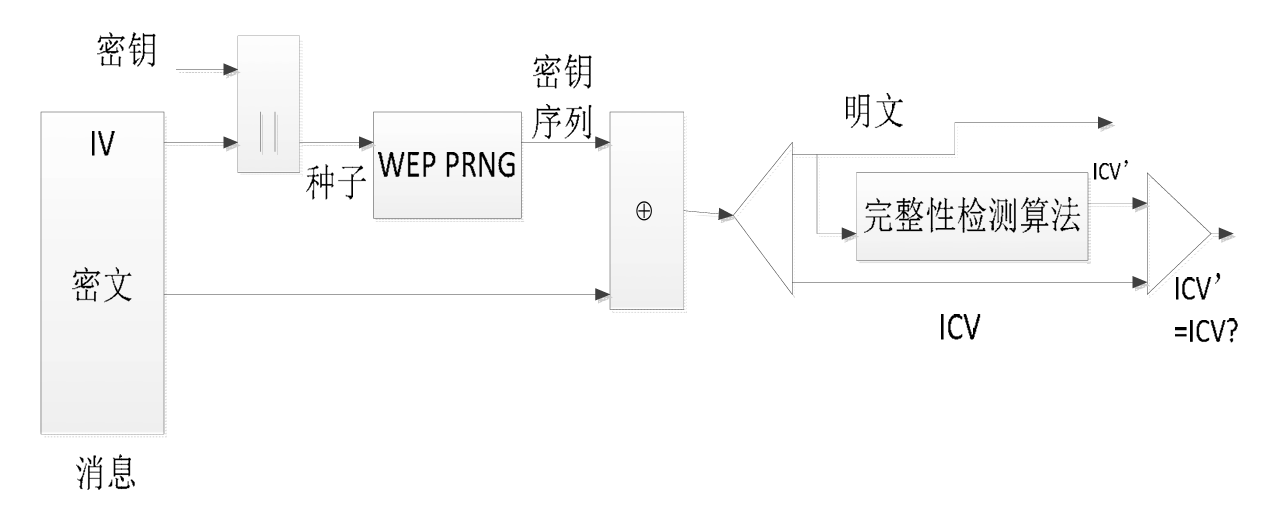 密钥
IV
||
种子
WEP PRNG
密钥
序列
密文
消息
⊕
明文
完整性检测算法
ICV’
ICV
ICV’
=ICV?